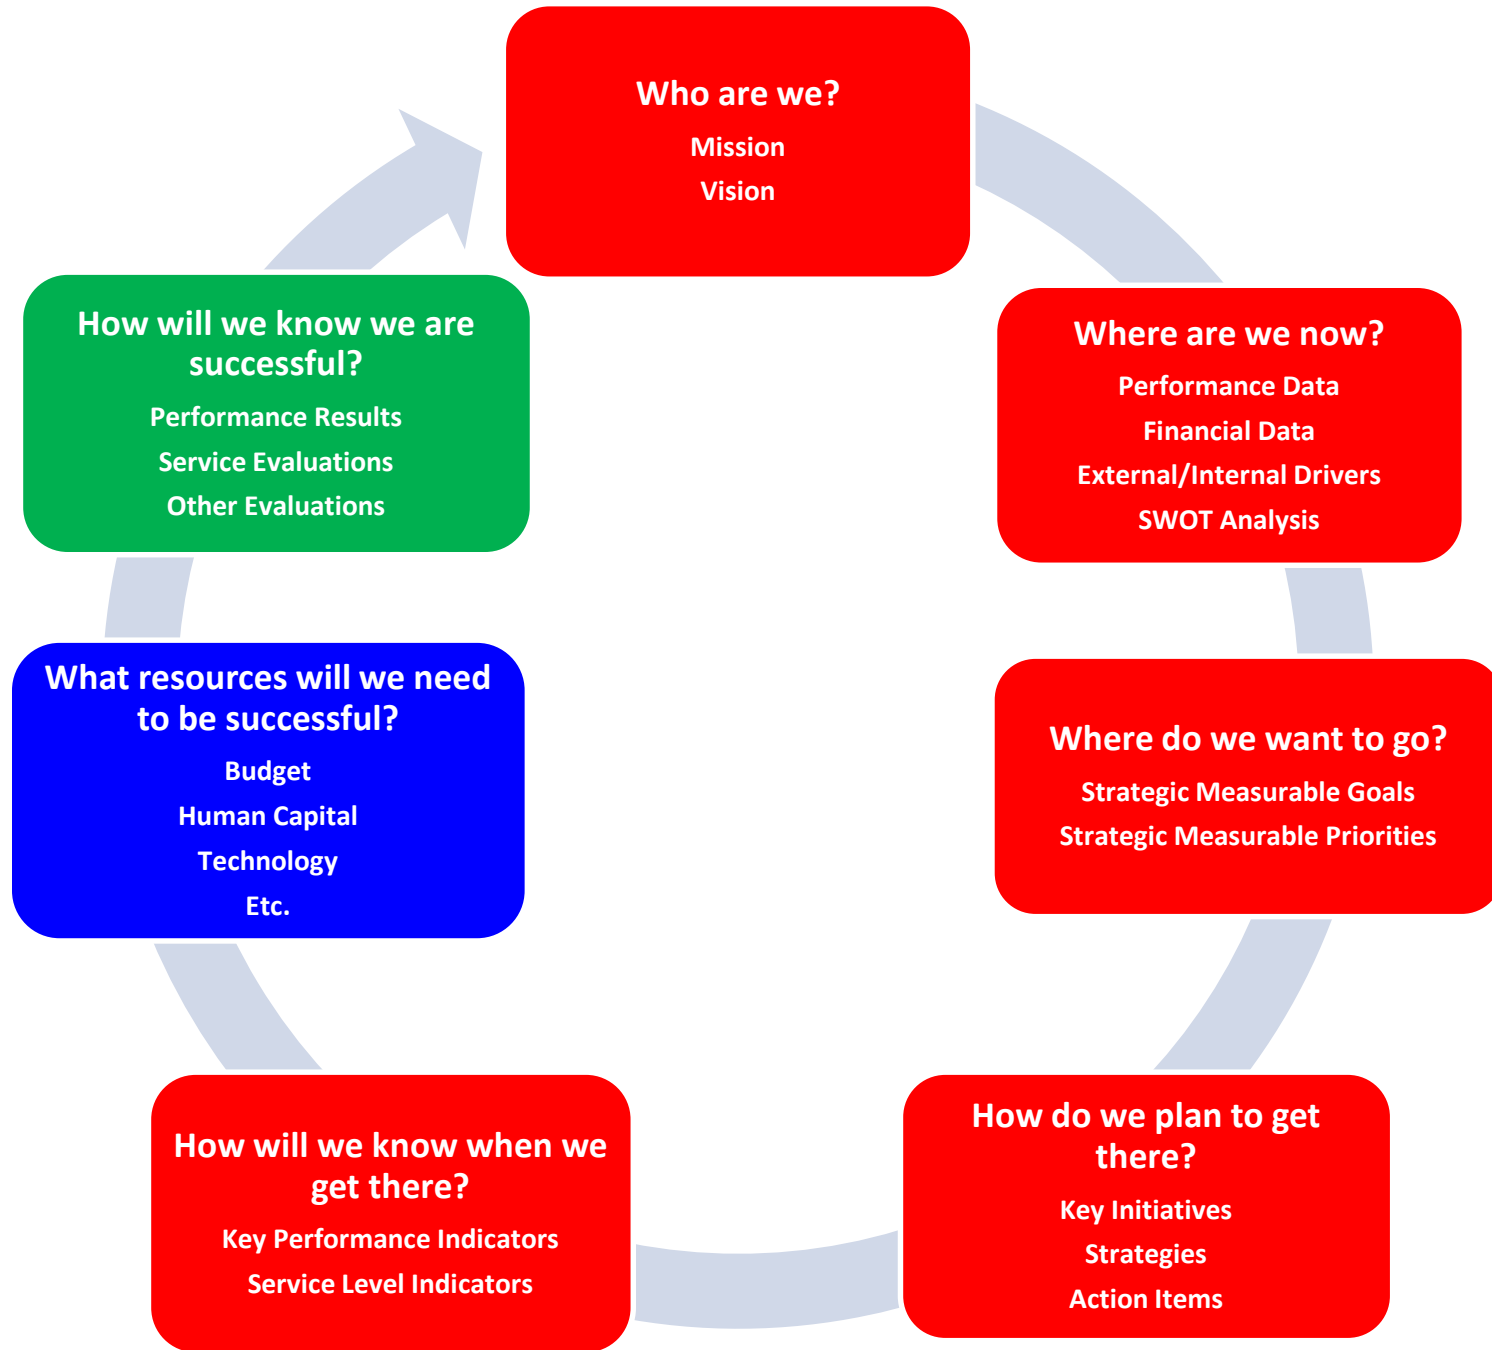 Who are we?
Mission
Vision
Where are we now?
Performance Data
Financial Data
External/Internal Drivers
SWOT Analysis
Where do we want to go?
Strategic Measurable Goals
Strategic Measurable Priorities
How do we plan to get
there?
Key Initiatives
Strategies
Action Items
How will we know when we
get there?
Key Performance Indicators
Service Level Indicators
What resources will we need
to be successful?
Budget
Human Capital
Technology
Etc.
How will we know we are
successful?
Performance Results
Service Evaluations
Other Evaluations